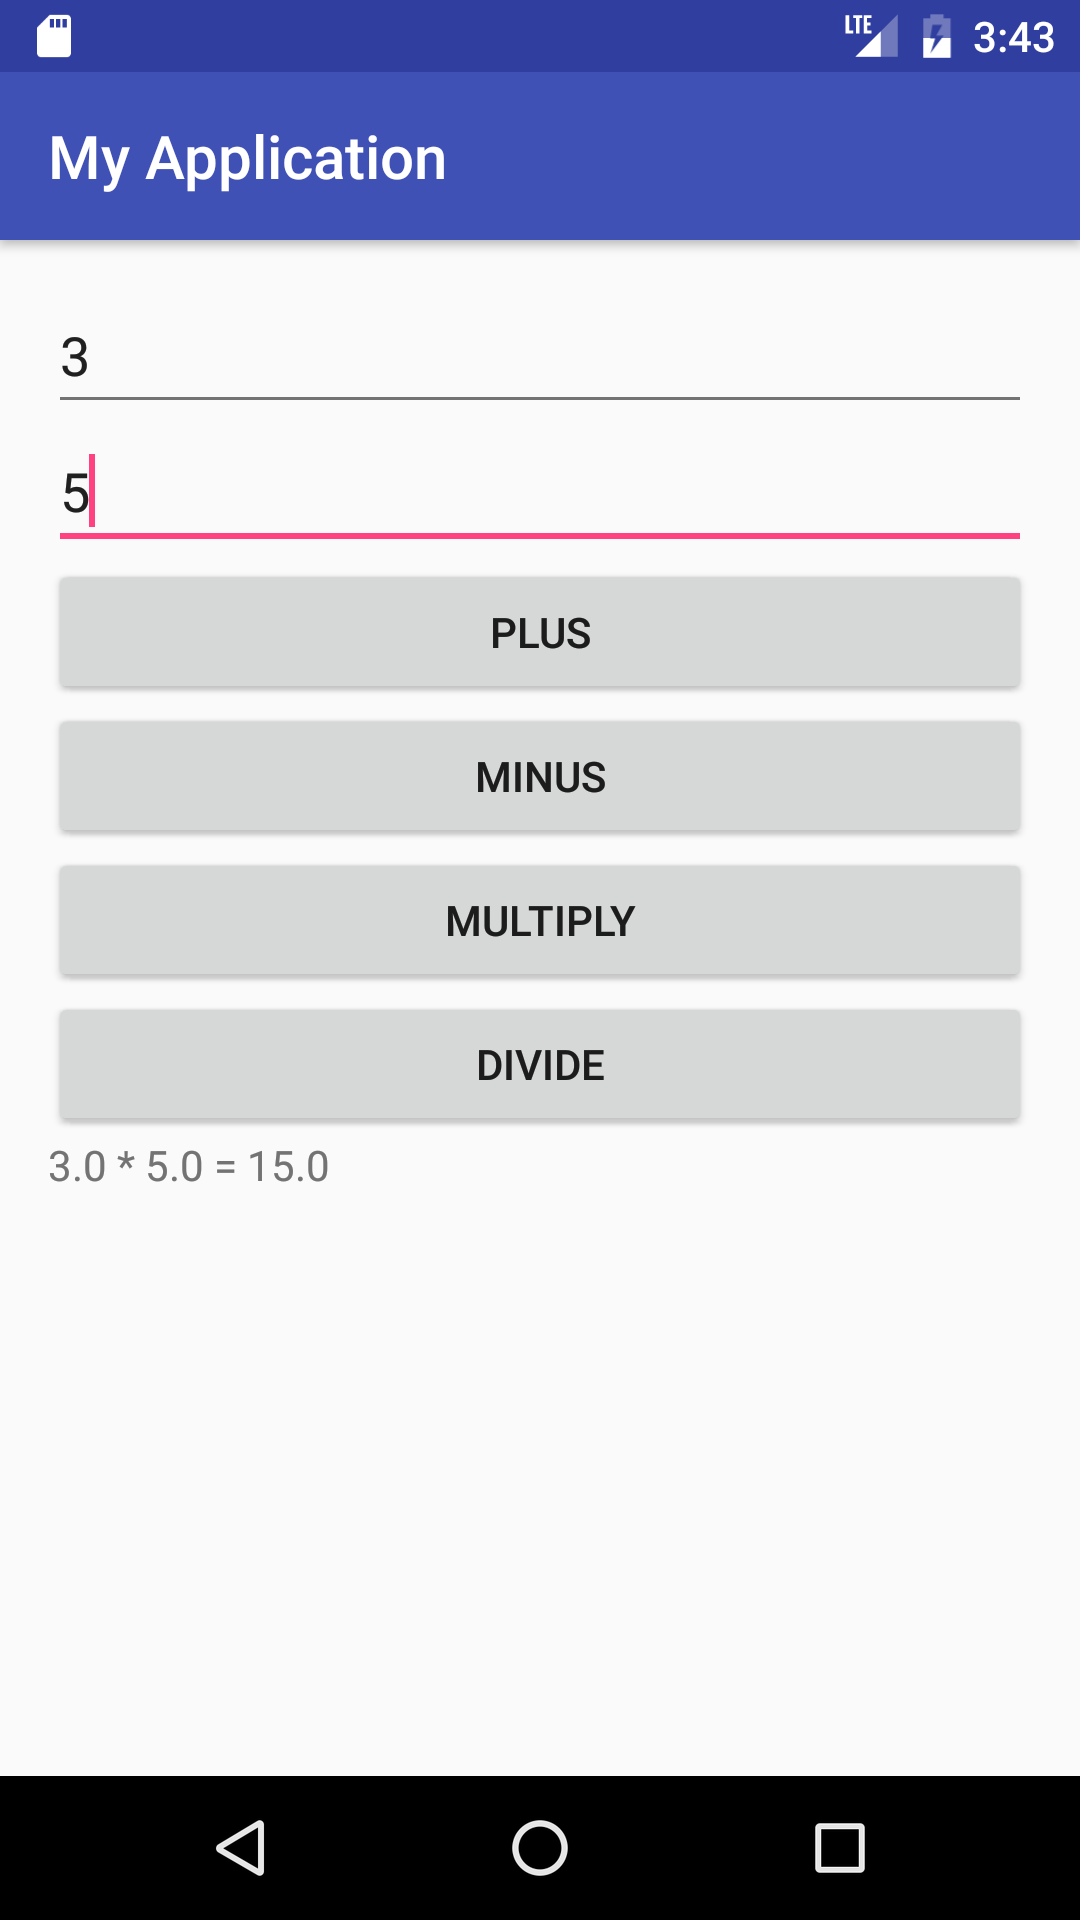 LTE 3:43
My Application
3
5
PLUS
MINUS
MULTIPLY
DIVIDE
3.0 * 5.0 = 15.0